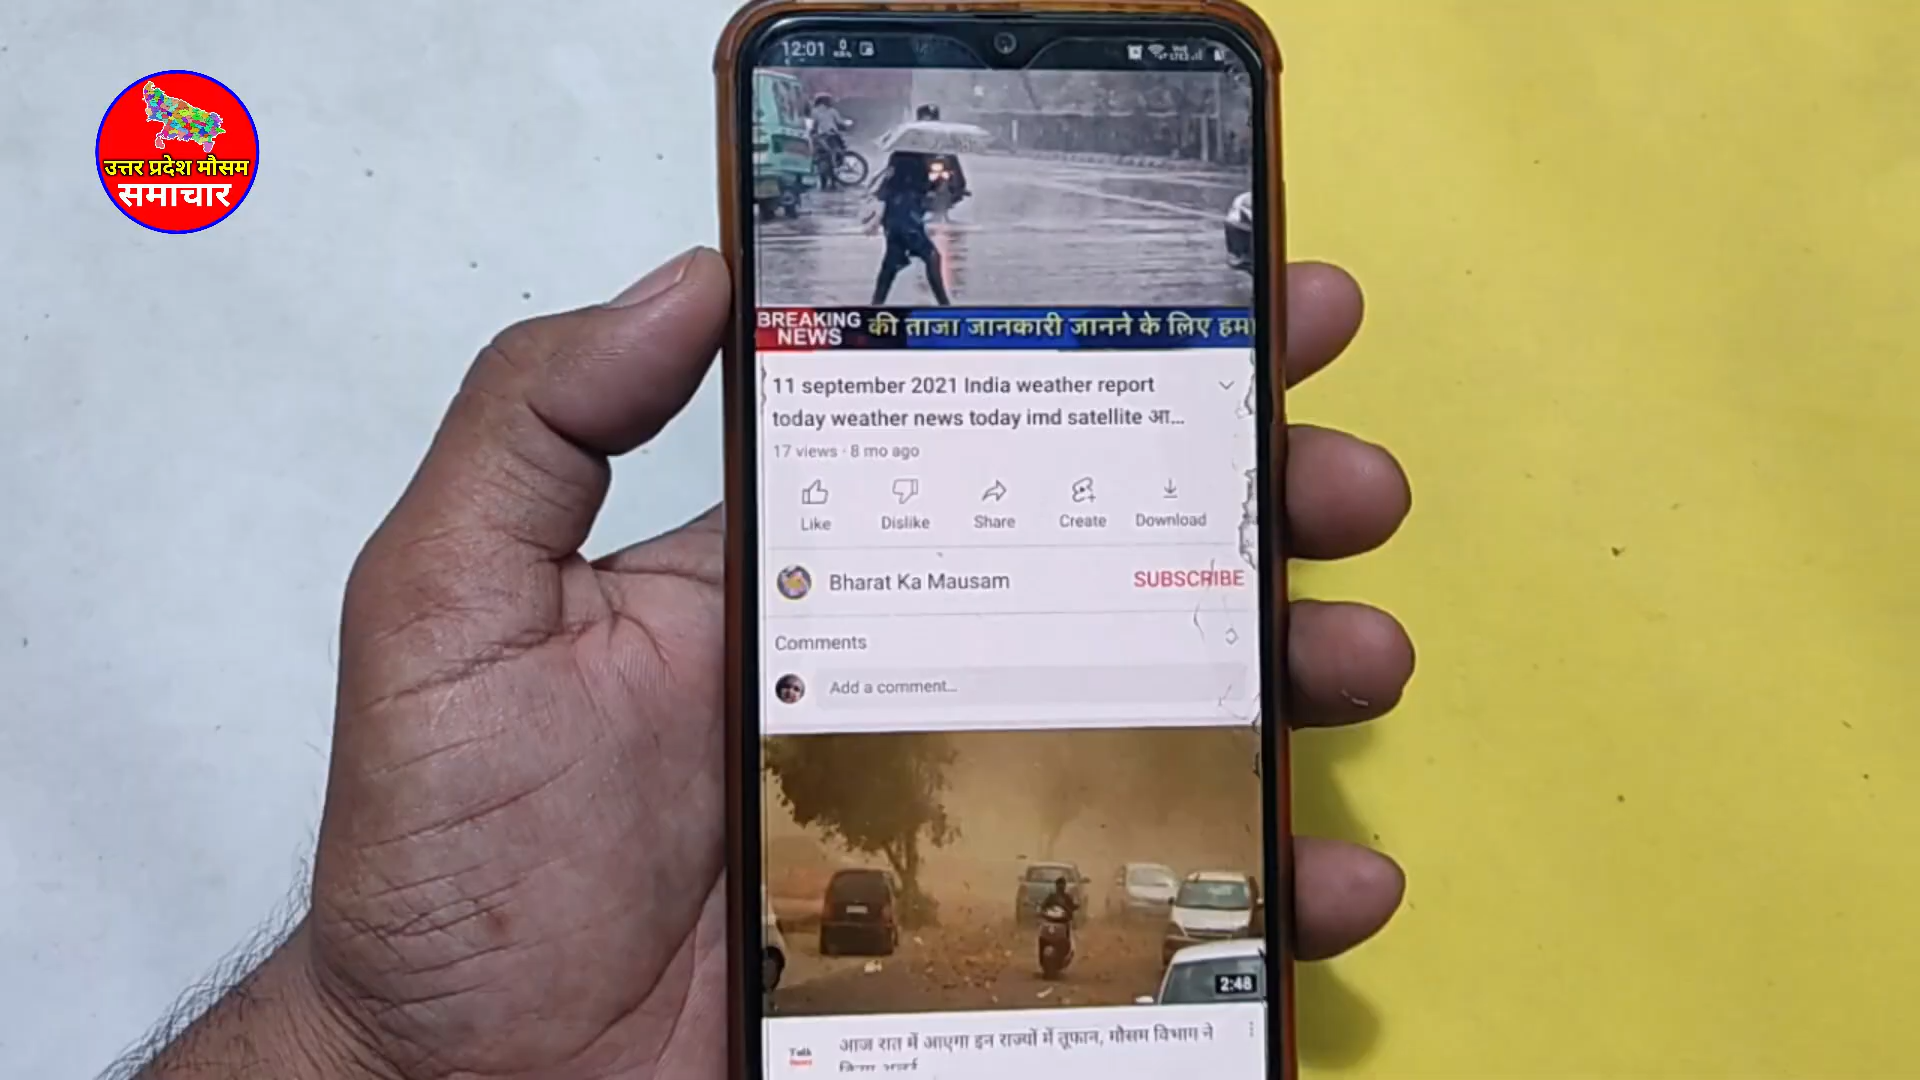 उत्तर प्रदेश मौसम
समाचार
12:01
BREAKING
NEWS
की ताजा जानकारी जानने के लिए हमा
11 september 2021 India weather report
today weather news today imd satellite आ...
17 views · 8 mo ago
Like
Dislike
Share
Create
Download
Bharat Ka Mausam
SUBSCRIBE
Comments
Add a comment...
2:48
Talk
News
आज रात में आएगा इन राज्यों में तूफान, मौसम विभाग ने